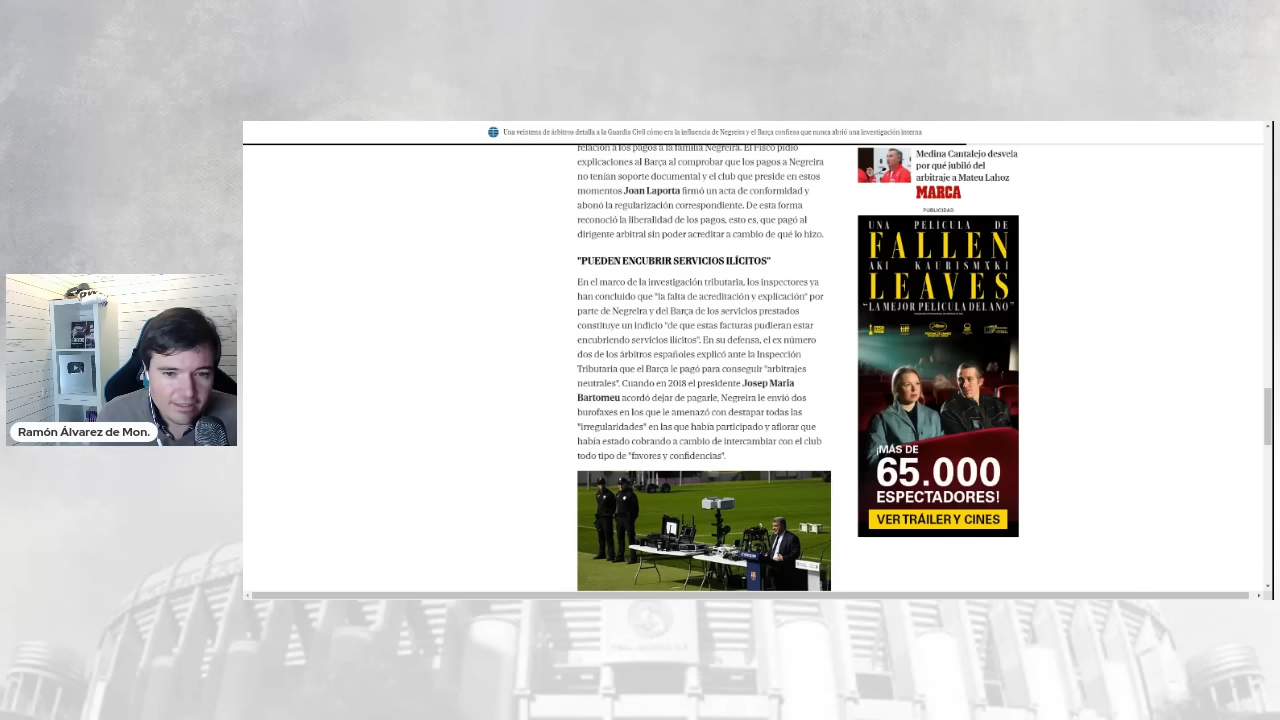 Una veintena de árbitros detalla a la Guardia Civil cómo era la influencia de Negreira y el Barça confiesa que nunca abrió una investigación interna
relación a los pagos a la familia Negreira. El Fisco pidió
explicaciones al Barça al comprobar que los pagos a Negreira
no tenían soporte documental y el club que preside en estos
momentos Joan Laporta firmó un acta de conformidad y
abonó la regularización correspondiente. De esta forma
reconoció la liberalidad de los pagos, esto es, que pagó al
dirigente arbitral sin poder acreditar a cambio de qué lo hizo.
"PUEDEN ENCUBRIR SERVICIOS ILÍCITOS"
En el marco de la investigación tributaria, los inspectores ya
han concluido que "la falta de acreditación y explicación" por
parte de Negreira y del Barça de los servicios prestados
constituye un indicio "de que estas facturas pudieran estar
encubriendo servicios ilícitos". En su defensa, el ex número
dos de los árbitros españoles explicó ante la Inspección
Tributaria que el Barça le pagó para conseguir "arbitrajes
neutrales". Cuando en 2018 el presidente Josep Maria
Bartomeu acordó dejar de pagarle, Negreira le envió dos
burofaxes en los que le amenazó con destapar todas las
"irregularidades" en las que había participado y aflorar que
había estado cobrando a cambio de intercambiar con el club
todo tipo de "favores y confidencias".
Medina Cantalejo desvela
por qué jubiló del
arbitraje a Mateu Lahoz
MARCA
PUBLICIDAD
UNA PELICULA DE
FALLEN
AKI KAURISMXKI
LEAVES
"LA MEJOR PELICULA DEL ANO"
¡MÁS DE
65.000
ESPECTADORES!
VER TRÁILER Y CINES
Ramón Álvarez de Mon.